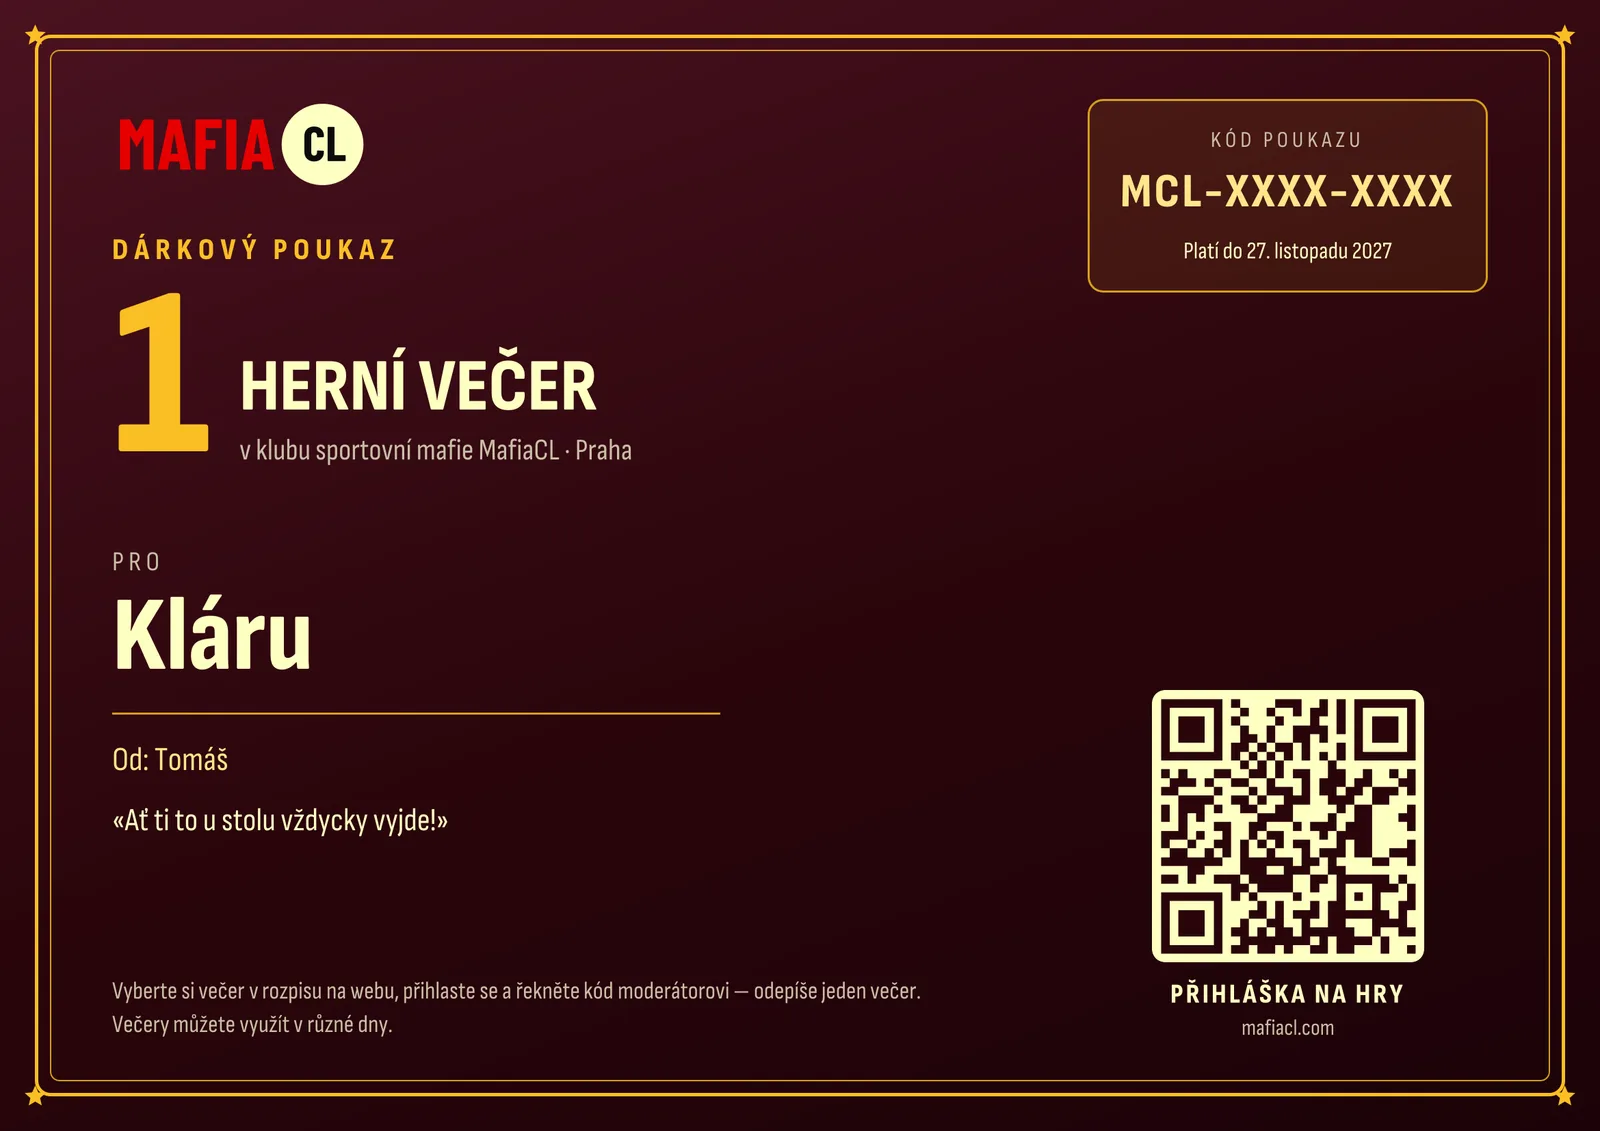 MAFIA CL
KÓD POUKAZU
MCL-XXXX-XXXX
Platí do 27. listopadu 2027
DÁRKOVÝ POUKAZ
1 HERNÍ VEČER
v klubu sportovní mafie MafiaCL · Praha
PRO
Kláru
Od: Tomáš
«Ať ti to u stolu vždycky vyjde!»
Vyberte si večer v rozpisu na webu, přihlaste se a řekněte kód moderátorovi — odepíše jeden večer.
Večery můžete využít v různé dny.
PŘIHLÁŠKA NA HRY
mafiacl.com